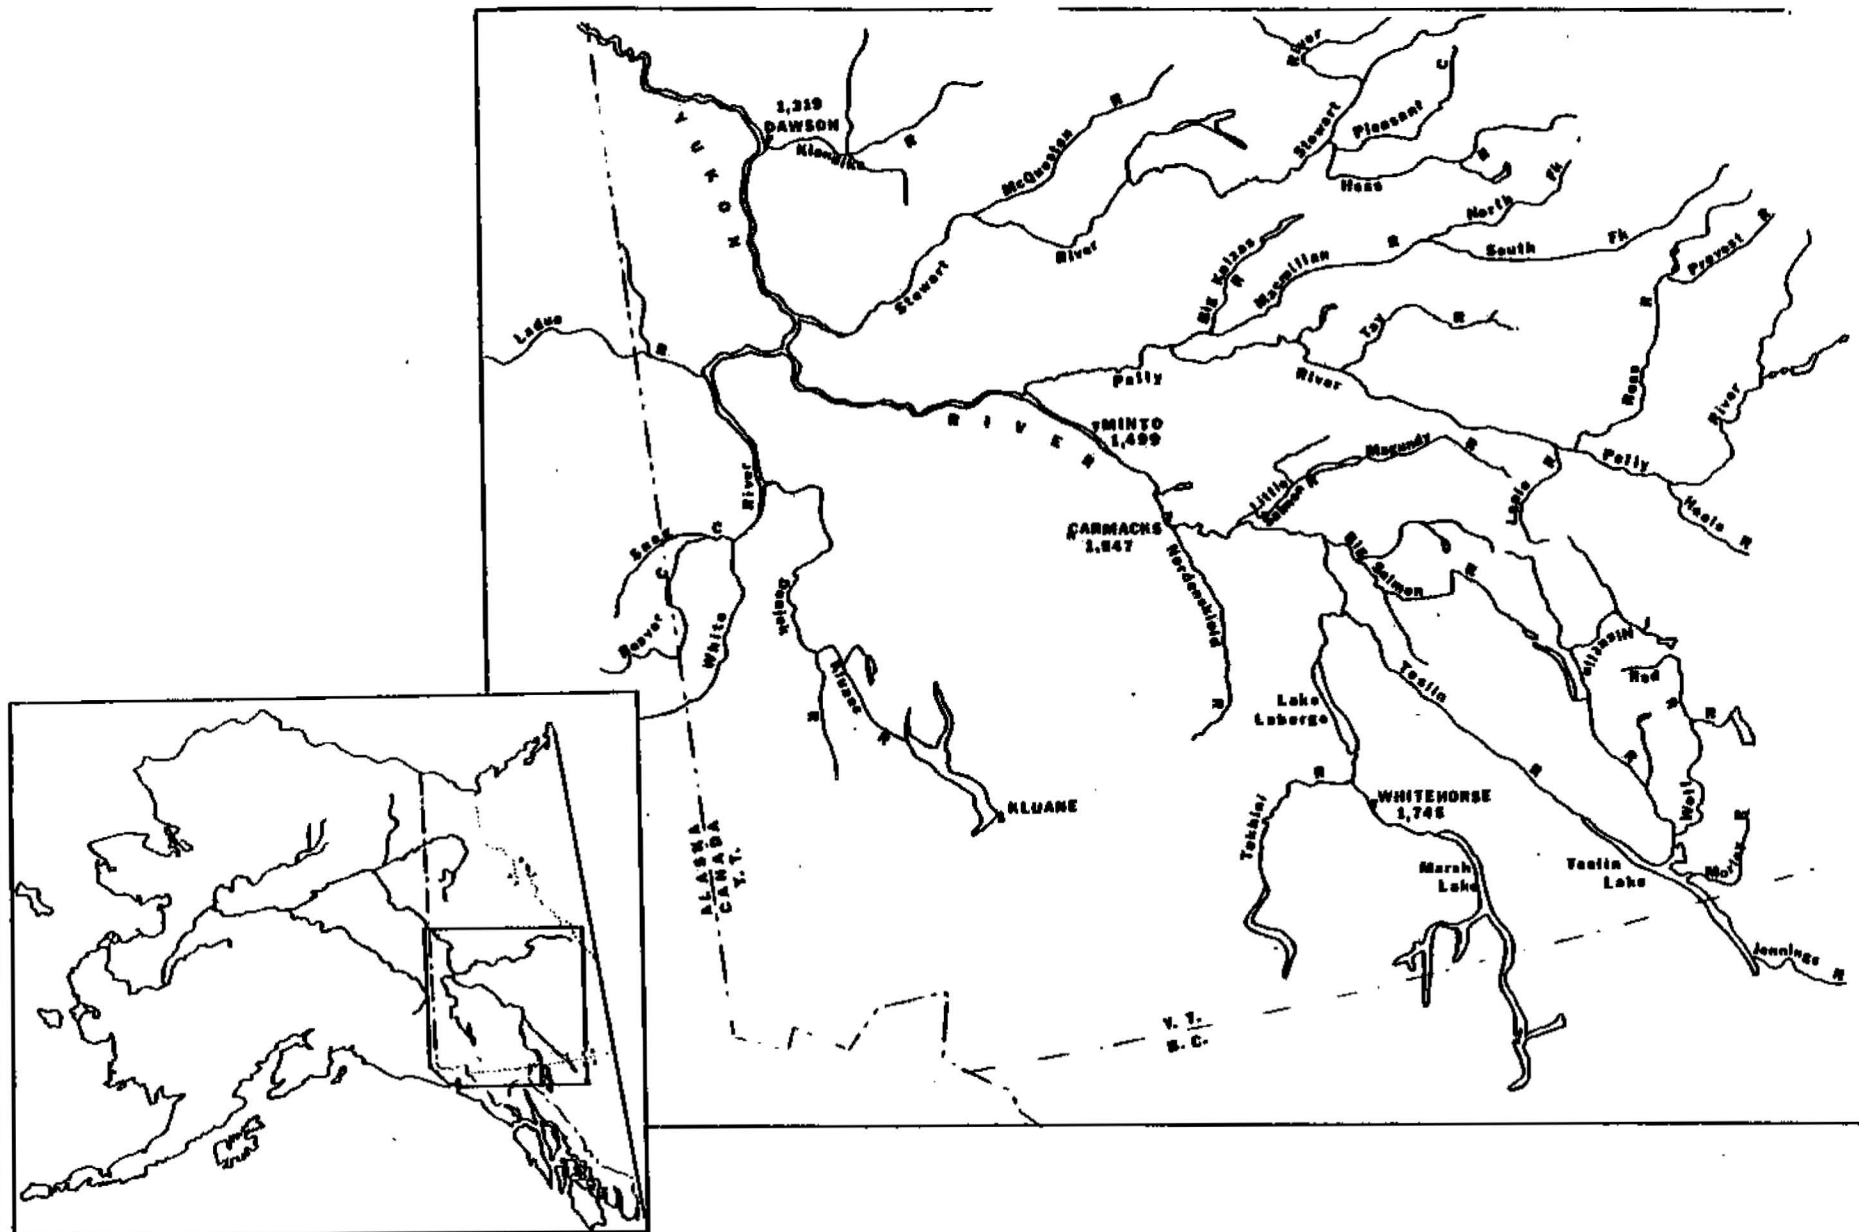 1,319
DAWSON
YUKON
Klondike
R
McQuesten
R
River
Stewart
Pleasant
C
Hess
R
North
Fk
South
Fk
Macmillan
R
Big Kalzas
R
Stewart
River
Prevost
R
Ross
R
River
Tay
R
Ladue
R
Pelly
River
Pelly
RIVER
MINTO
1,499
Magundy
R
Little
Salmon R
Lapie
R
Hoole
R
CARMACKS
1,547
Nordenskiold
R
Big
Salmon
R
River
Snag
C
Beaver
C
White
Donjek
R
Kluane
R
KLUANE
Nisutlin
R
Red
R
R
Wolf
Morley
R
Teslin
R
Teslin
Lake
Lake
Laberge
Takhini
R
WHITEHORSE
1,745
Marsh
Lake
Jennings R
ALASKA
CANADA
Y. T.
Y. T.
B. C.